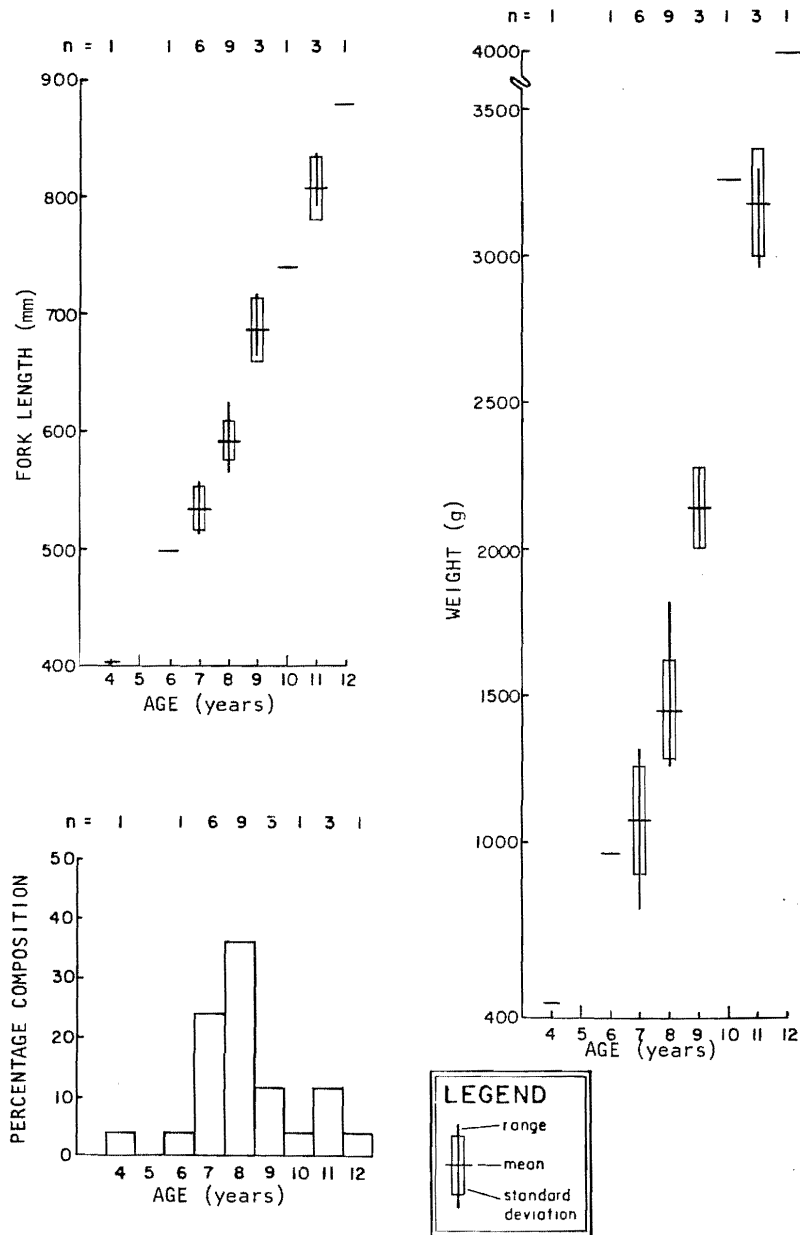 n = 1 1 6 9 3 1 3 1
900
800
700
600
500
400
FORK LENGTH (mm)
4 5 6 7 8 9 10 11 12
AGE (years)
n = 1 1 6 9 3 1 3 1
4000
3500
3000
2500
2000
1500
1000
400
WEIGHT (g)
4 5 6 7 8 9 10 11 12
AGE (years)
n = 1 1 6 9 3 1 3 1
50
40
30
20
10
0
PERCENTAGE COMPOSITION
4 5 6 7 8 9 10 11 12
AGE (years)
LEGEND
range
mean
standard
deviation